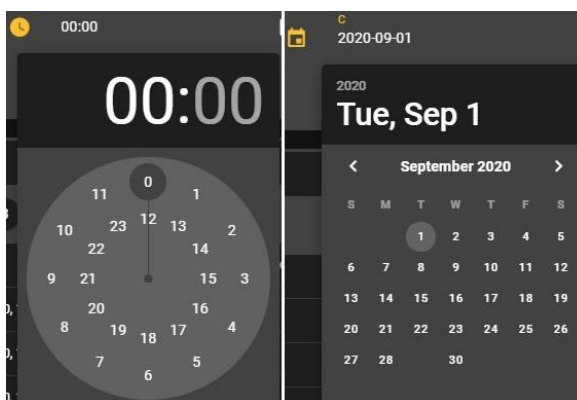 00:00
00:00
0
11 1
23 12 13
10 2
22 14
9 21 15 3
20 16
8 19 17 4
18
7 5
6
C
2020-09-01
2020
Tue, Sep 1
September 2020
S M T W T F S
1 2 3 4 5
6 7 8 9 10 11 12
13 14 15 16 17 18 19
20 21 22 23 24 25 26
27 28 30